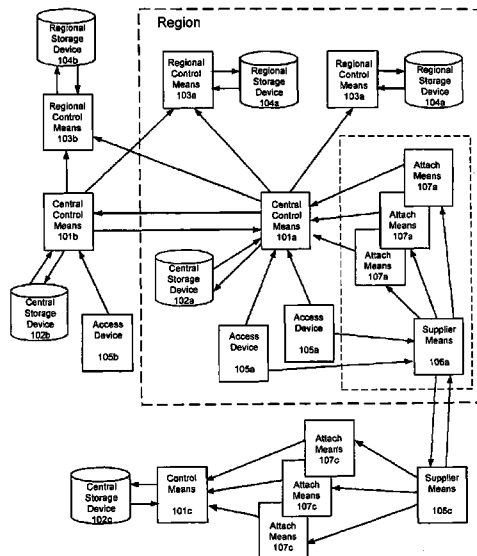 Region
Regional
Storage
Device
104b
Regional
Control
Means
103b
Regional
Control
Means
103a
Regional
Storage
Device
104a
Regional
Control
Means
103a
Regional
Storage
Device
104a
Central
Control
Means
101b
Central
Storage
Device
102b
Access
Device
105b
Central
Control
Means
101a
Central
Storage
Device
102a
Access
Device
105a
Access
Device
105a
Attach
Means
107a
Attach
Means
107a
Attach
Means
107a
Supplier
Means
106a
Central
Storage
Device
102c
Control
Means
101c
Attach
Means
107c
Attach
Means
107c
Attach
Means
107c
Supplier
Means
106c